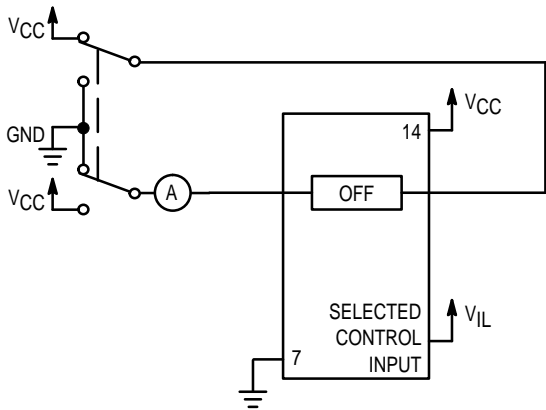 VCC
GND
VCC
A
14
VCC
OFF
SELECTED
CONTROL
INPUT
VIL
7